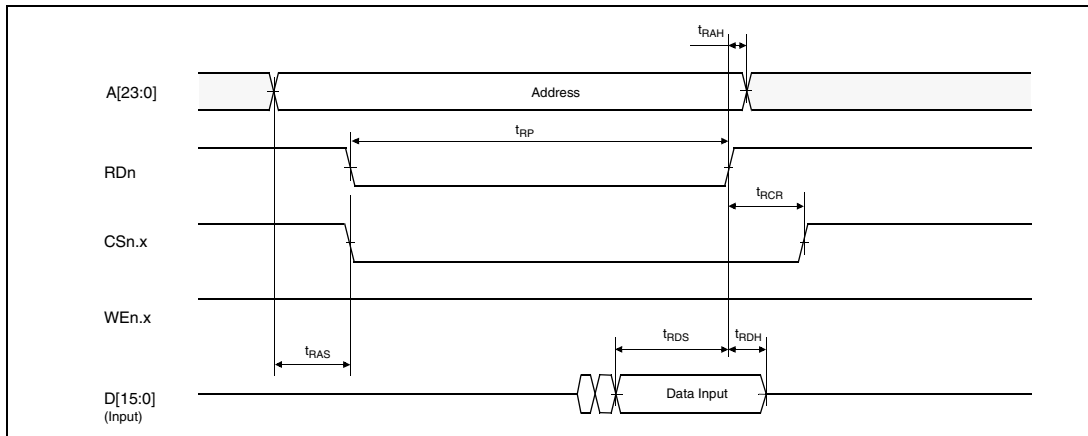 tRAH
A[23:0]
Address
tRP
RDn
tRCR
CSn.x
WEn.x
tRAS
tRDS
tRDH
D[15:0]
(Input)
Data Input